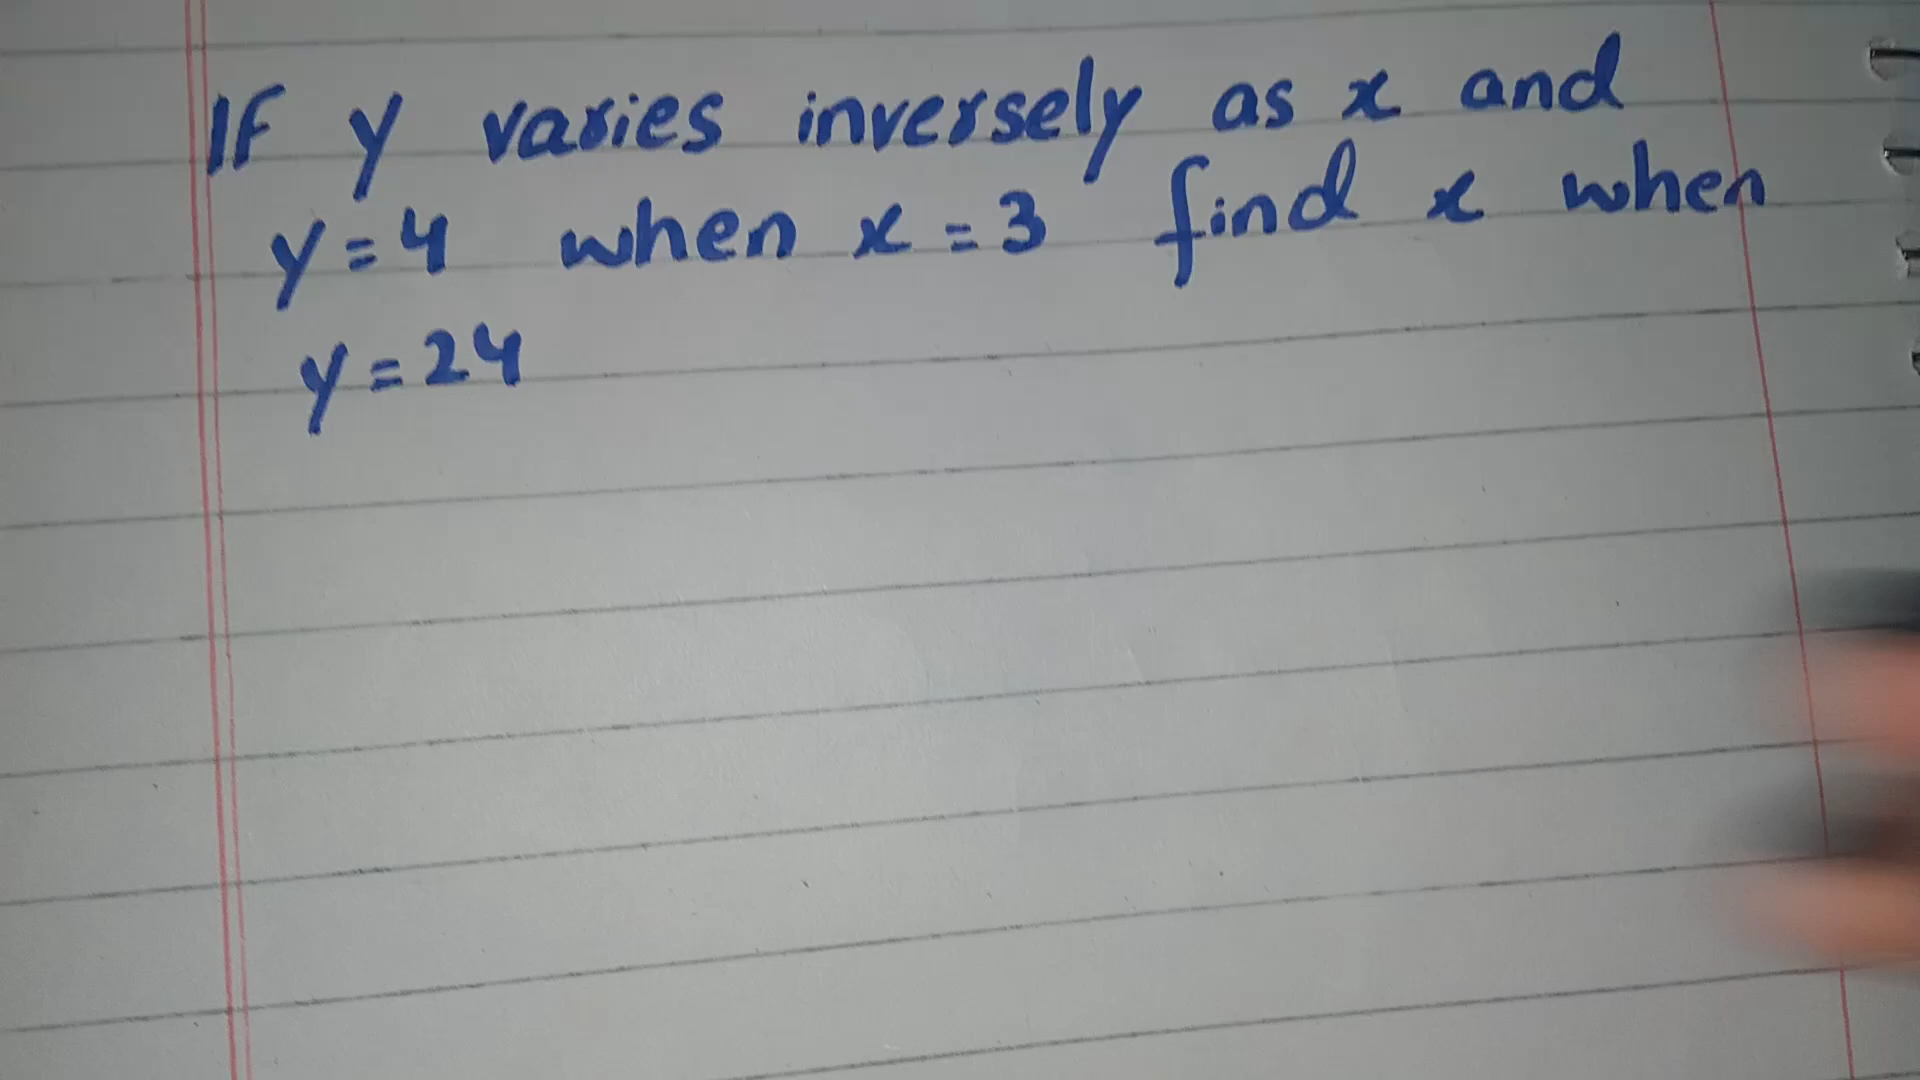 If y varies inversely as x and
y = 4 when x = 3 find x when
y = 24